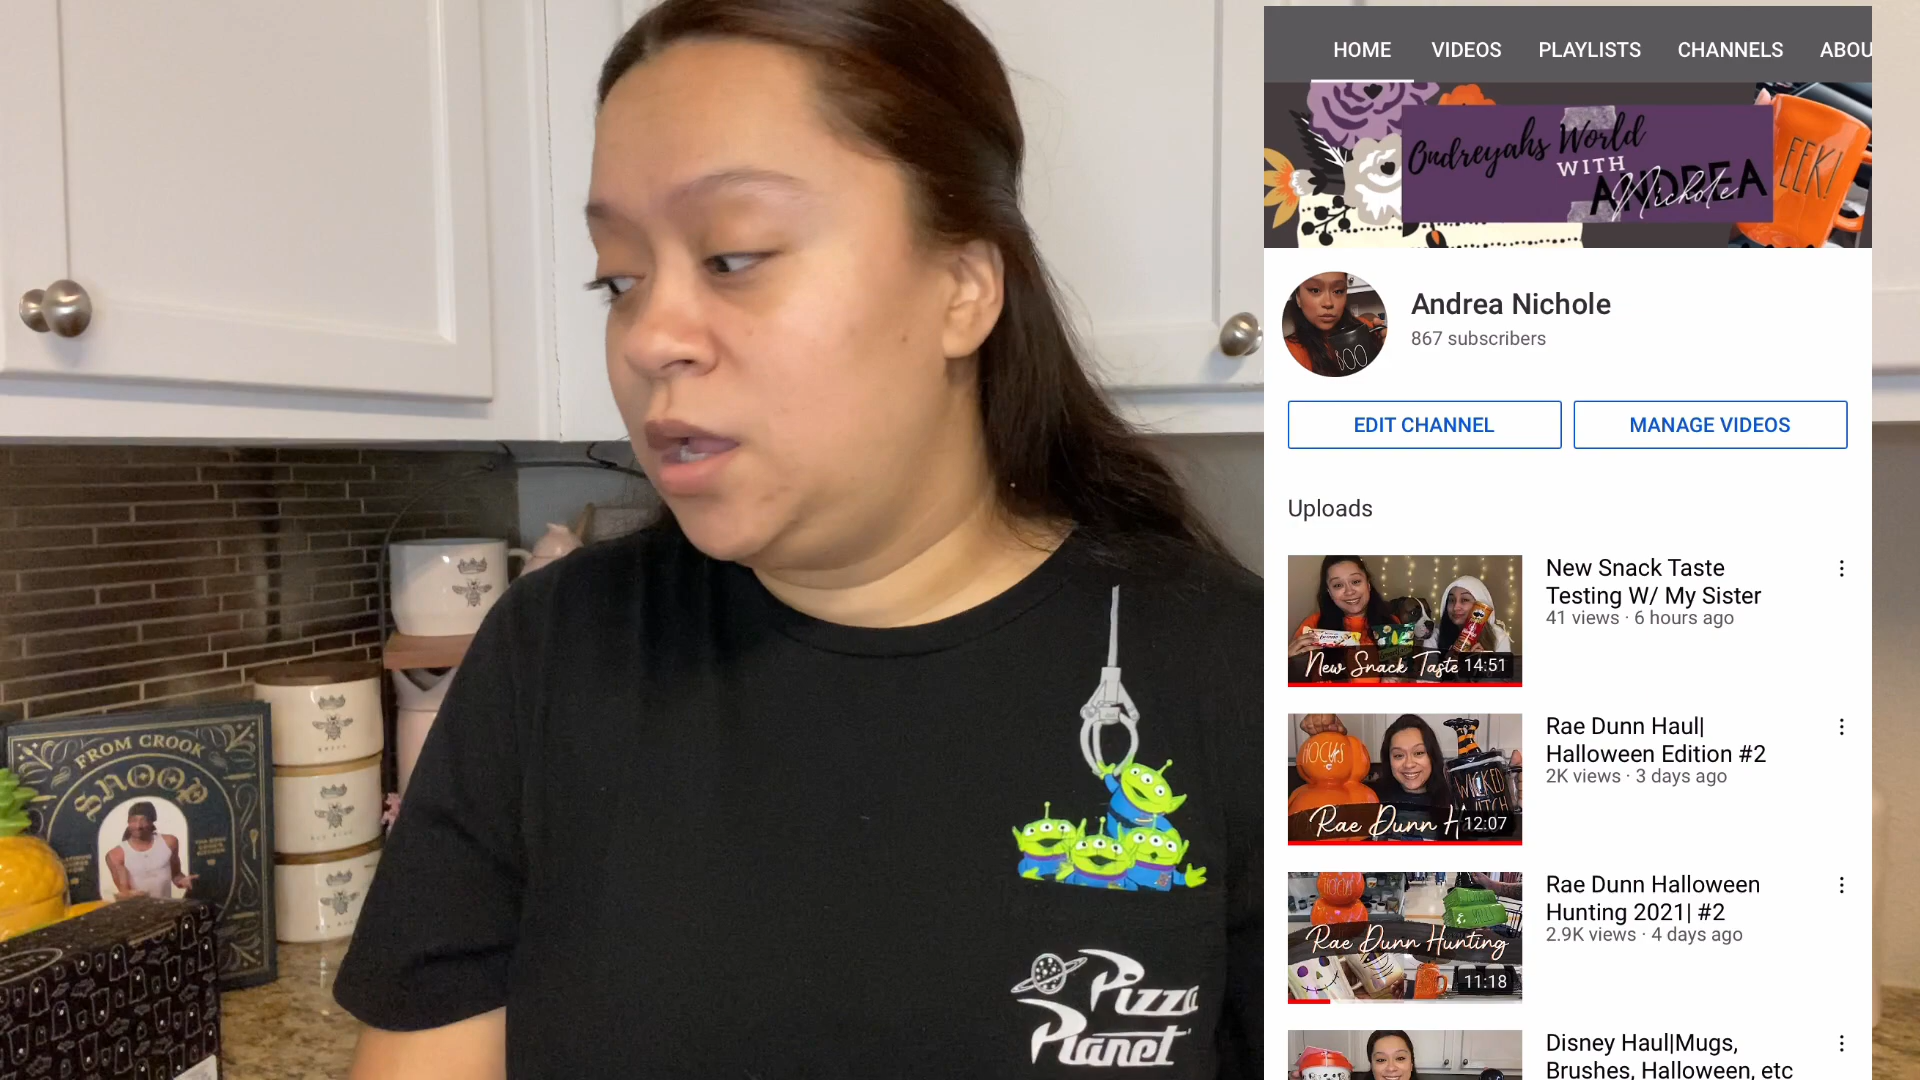 HOME VIDEOS PLAYLISTS CHANNELS ABOU
Ondreyahs World
WITH
ANDREA
Nichole
EEK!
Andrea Nichole
867 subscribers
BOO
EDIT CHANNEL MANAGE VIDEOS
Uploads
New Snack Taste
Testing W/ My Sister
41 views · 6 hours ago
New Snack Taste 14:51
Rae Dunn Haul|
Halloween Edition #2
2K views · 3 days ago
HOCUS
WICKED
WITCH
Rae Dunn H 12:07
Rae Dunn Halloween
Hunting 2021| #2
2.9K views · 4 days ago
HOCUS
Rae Dunn Hunting
11:18
Disney Haul|Mugs,
Brushes, Halloween, etc
FROM CROOK
SNOOP
Pizza
Planet